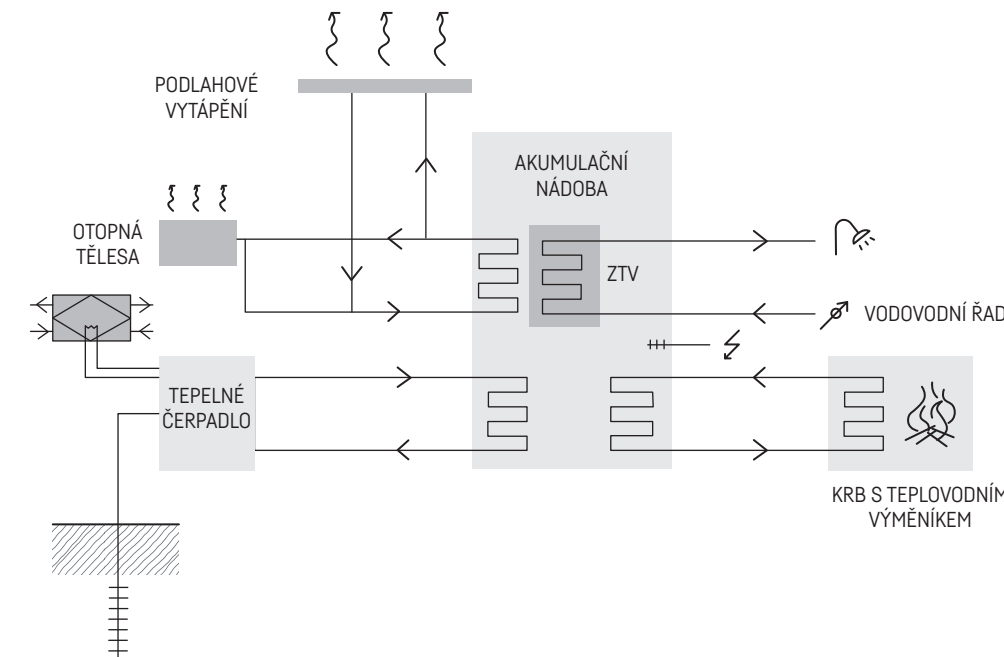 PODLAHOVÉ
VYTÁPĚNÍ
AKUMULAČNÍ
NÁDOBA
OTOPNÁ
TĚLESA
ZTV
VODOVODNÍ ŘAD
TEPELNÉ
ČERPADLO
KRB S TEPLOVODNÍM
VÝMĚNÍKEM